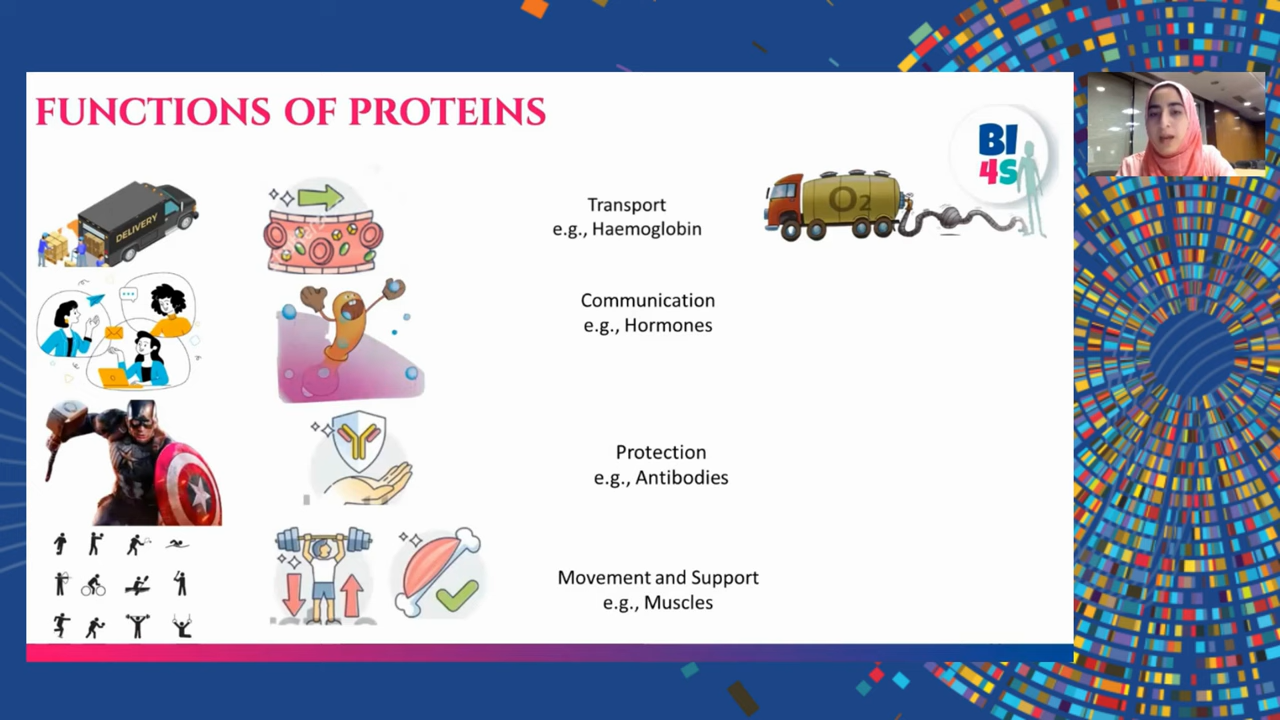 FUNCTIONS OF PROTEINS
BI
4S
DELIVERY
Transport
e.g., Haemoglobin
O2
Communication
e.g., Hormones
Protection
e.g., Antibodies
Movement and Support
e.g., Muscles